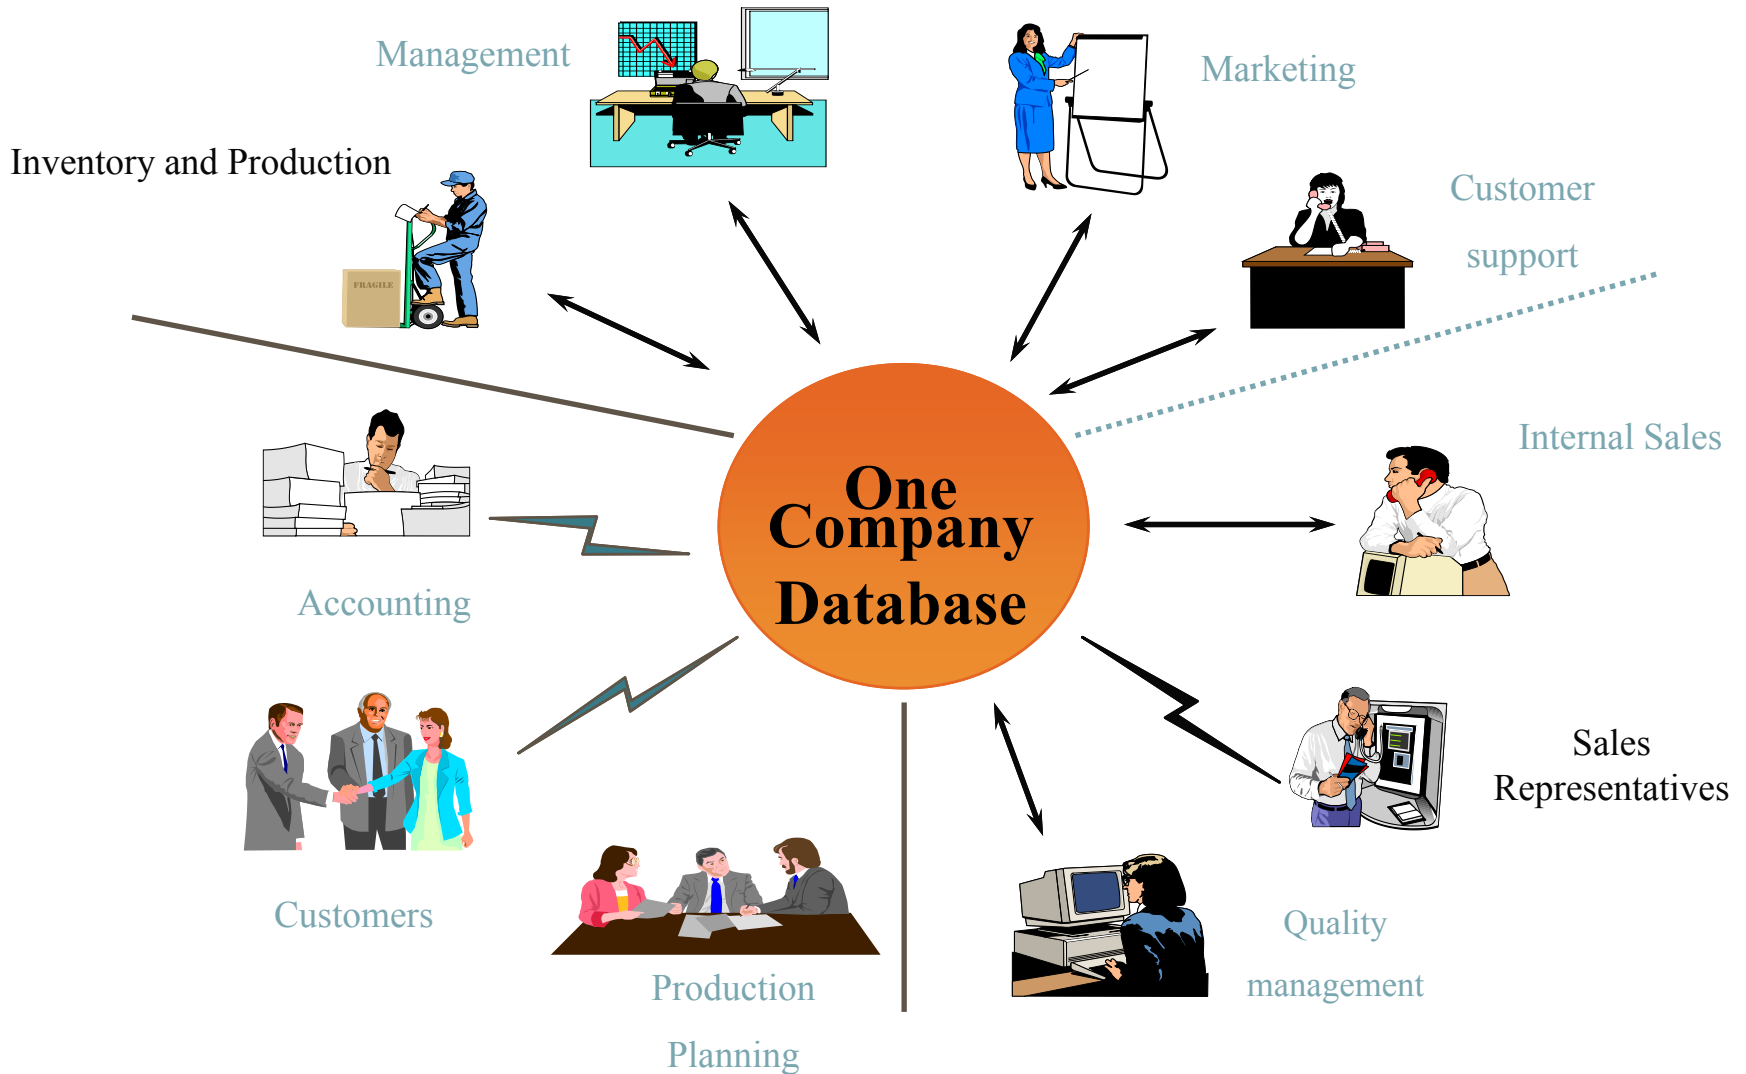 Management
Marketing
Inventory and Production
Customer
support
FRAGILE
Internal Sales
One
Company
Database
Accounting
Sales
Representatives
Customers
Quality
management
Production
Planning